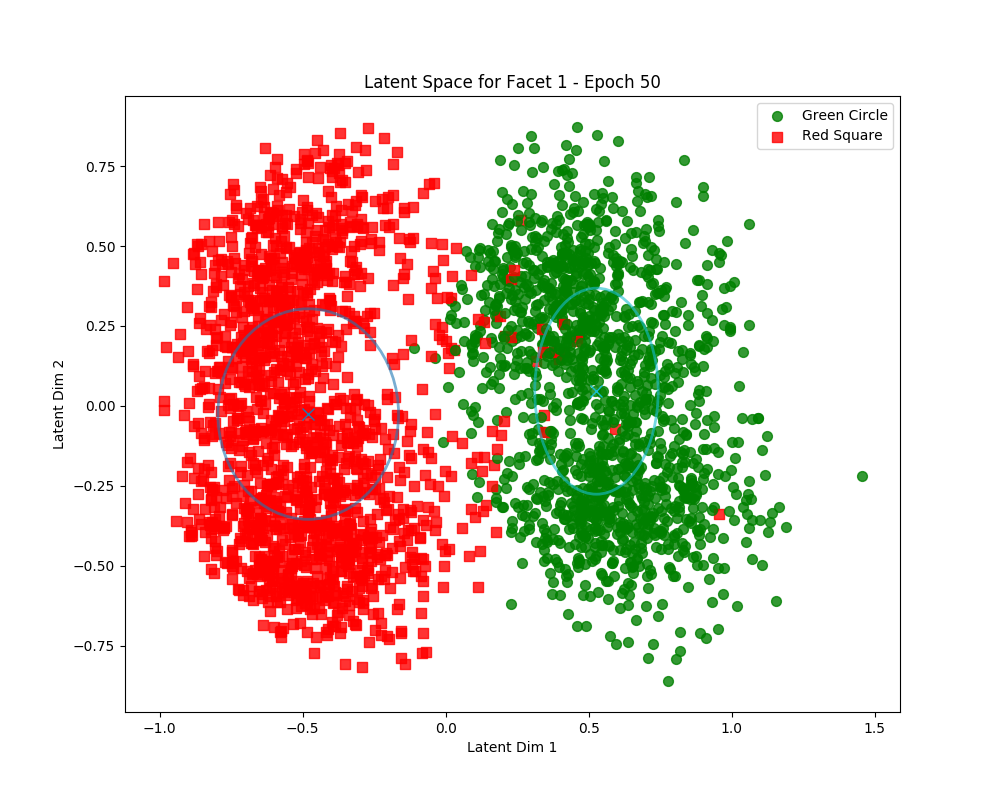 Latent Space for Facet 1 - Epoch 50
Green Circle
Red Square
0.75
0.50
0.25
0.00
−0.25
−0.50
−0.75
Latent Dim 2
−1.0
−0.5
0.0
0.5
1.0
1.5
Latent Dim 1